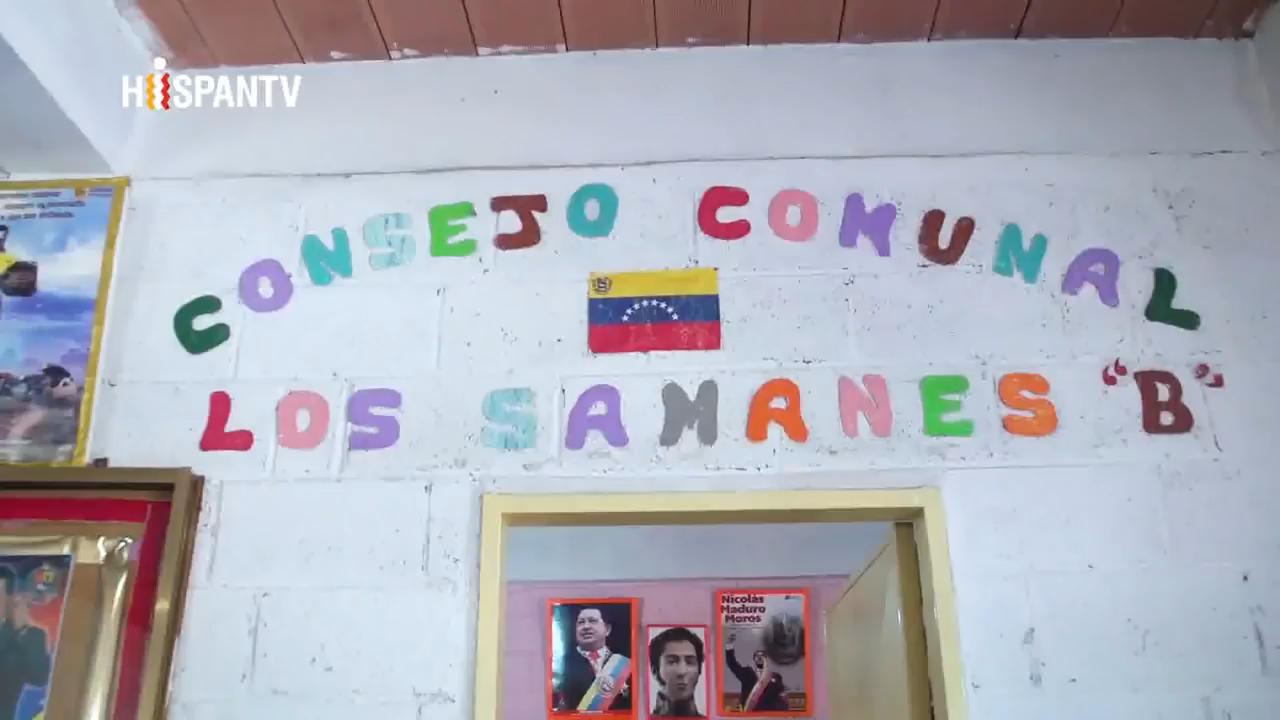 HISPANTV
CONSEJO COMUNAL
LOS SAMANES "B"
Nicolás
Maduro
Moros